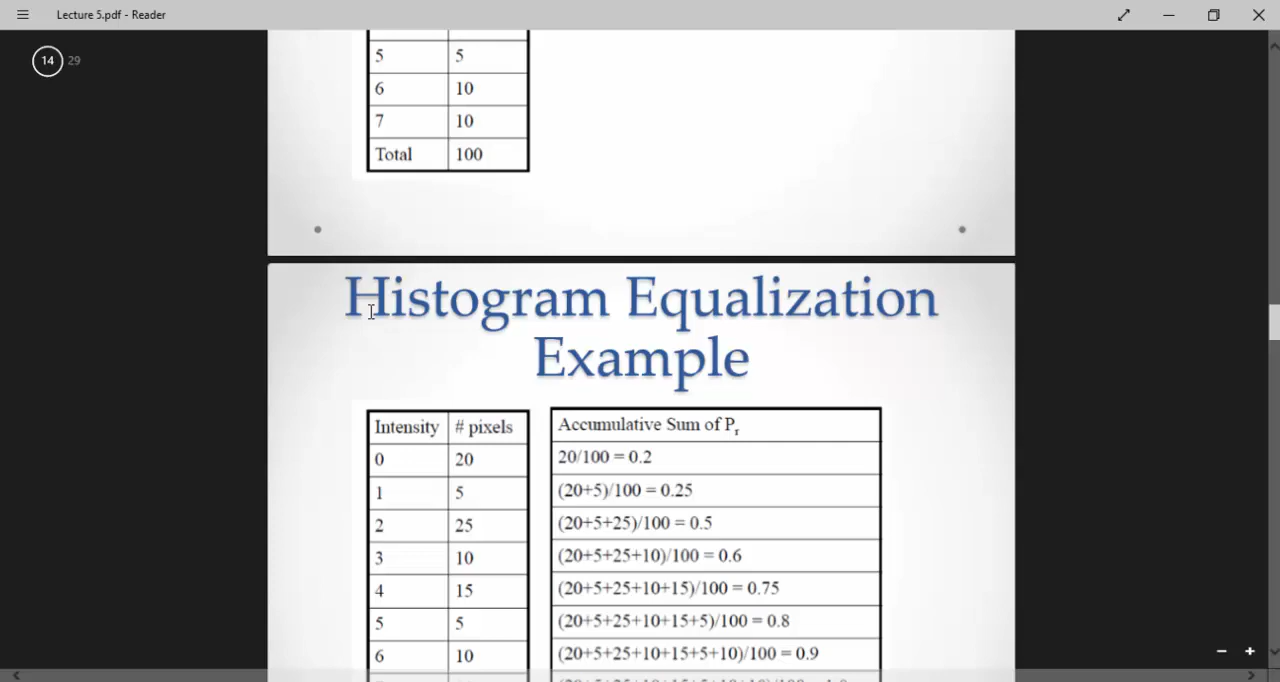 Lecture 5.pdf - Reader
14 29
5 5
6 10
7 10
Total 100
Histogram Equalization
Example
Intensity # pixels
0 20
1 5
2 25
3 10
4 15
5 5
6 10
Accumulative Sum of Pr
20/100 = 0.2
(20+5)/100 = 0.25
(20+5+25)/100 = 0.5
(20+5+25+10)/100 = 0.6
(20+5+25+10+15)/100 = 0.75
(20+5+25+10+15+5)/100 = 0.8
(20+5+25+10+15+5+10)/100 = 0.9